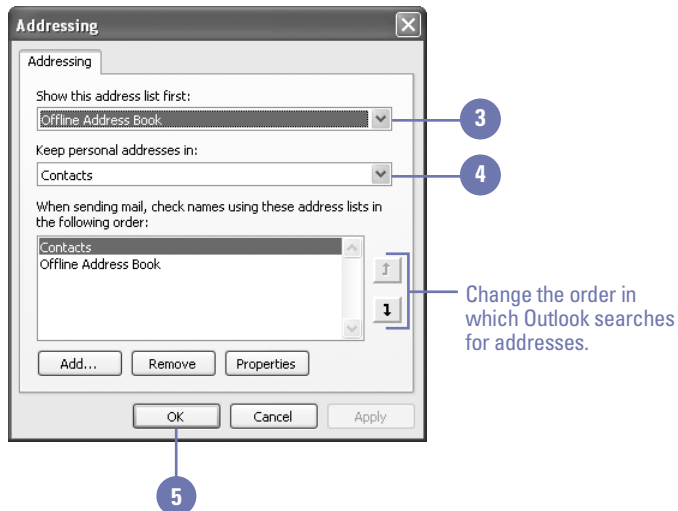 Addressing
Addressing
Show this address list first:
Offline Address Book
3
Keep personal addresses in:
Contacts
4
When sending mail, check names using these address lists in
the following order:
Contacts
Offline Address Book
Change the order in
which Outlook searches
for addresses.
Add...
Remove
Properties
OK
Cancel
Apply
5